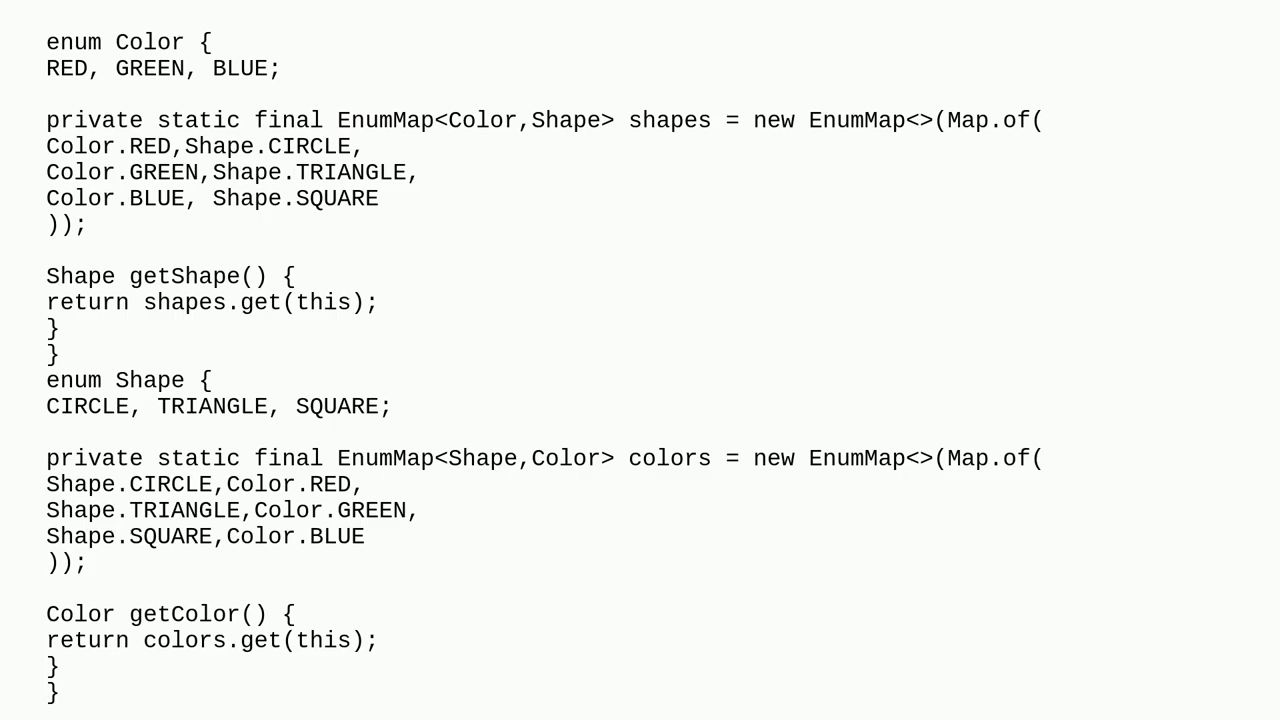 enum Color {
RED, GREEN, BLUE;
private static final EnumMap<Color,Shape> shapes = new EnumMap<>(Map.of(
Color.RED,Shape.CIRCLE,
Color.GREEN,Shape.TRIANGLE,
Color.BLUE, Shape.SQUARE
));
Shape getShape() {
return shapes.get(this);
}
}
enum Shape {
CIRCLE, TRIANGLE, SQUARE;
private static final EnumMap<Shape,Color> colors = new EnumMap<>(Map.of(
Shape.CIRCLE,Color.RED,
Shape.TRIANGLE,Color.GREEN,
Shape.SQUARE,Color.BLUE
));
Color getColor() {
return colors.get(this);
}
}